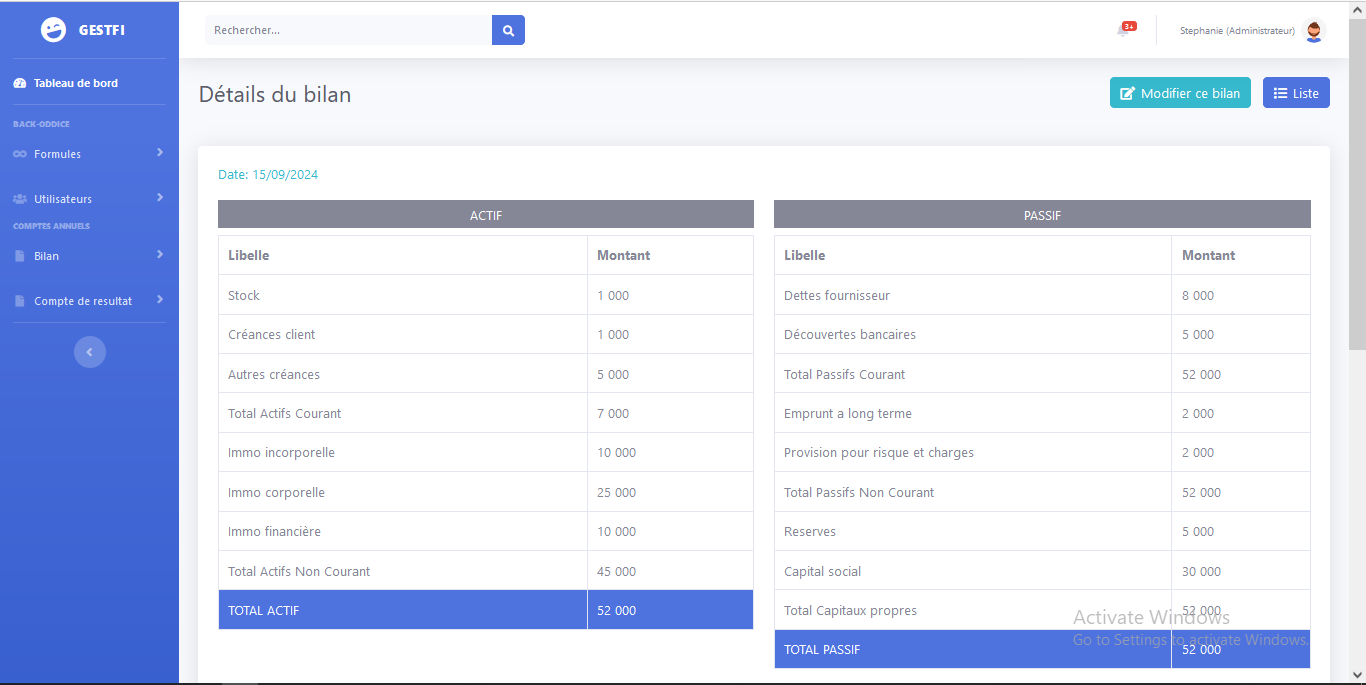 GESTFI
Rechercher...
3+
Stephanie (Administrateur)
Tableau de bord
BACK-ODDICE
Formules
Utilisateurs
COMPTES ANNUELS
Bilan
Compte de resultat
Détails du bilan
Modifier ce bilan
Liste
Date: 15/09/2024
ACTIF
Libelle Montant
Stock 1 000
Créances client 1 000
Autres créances 5 000
Total Actifs Courant 7 000
Immo incorporelle 10 000
Immo corporelle 25 000
Immo financière 10 000
Total Actifs Non Courant 45 000
TOTAL ACTIF 52 000
PASSIF
Libelle Montant
Dettes fournisseur 8 000
Découvertes bancaires 5 000
Total Passifs Courant 52 000
Emprunt a long terme 2 000
Provision pour risque et charges 2 000
Total Passifs Non Courant 52 000
Reserves 5 000
Capital social 30 000
Total Capitaux propres 52 000
TOTAL PASSIF 52 000
Activate Windows
Go to Settings to activate Windows.